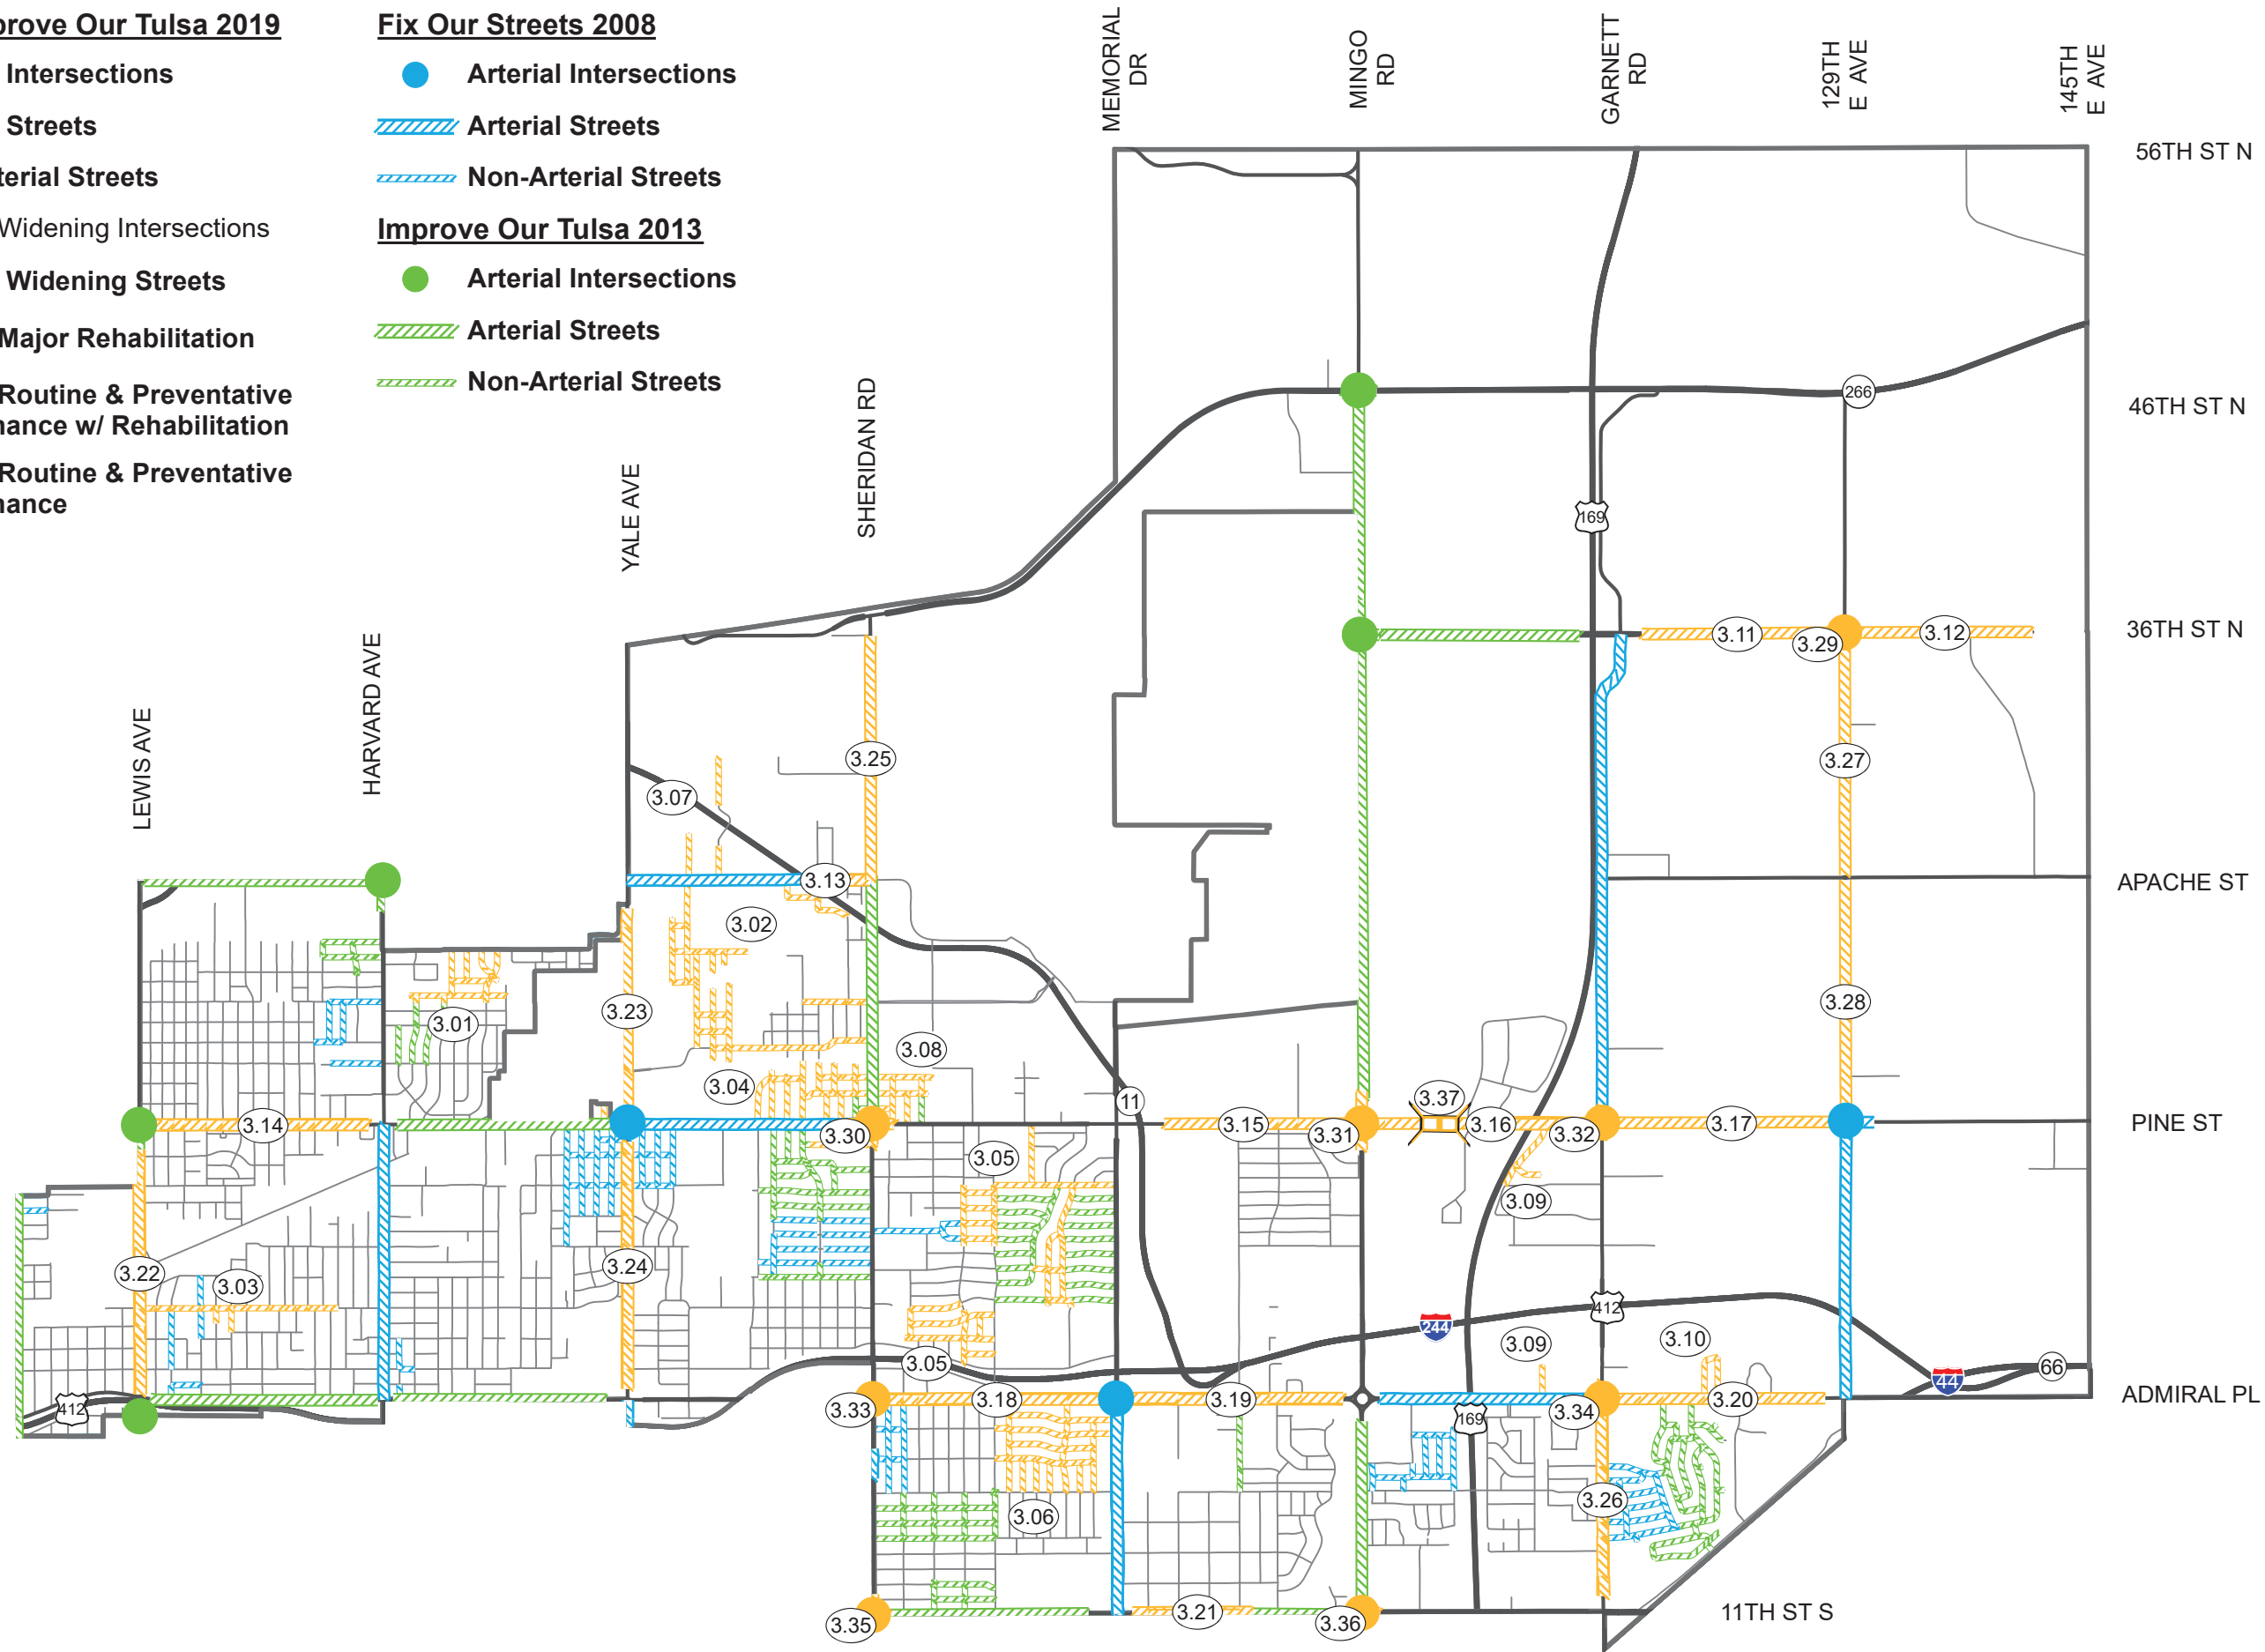 prove Our Tulsa 2019
Intersections
Streets
terial Streets
Widening Intersections
Widening Streets
Major Rehabilitation
Routine & Preventative
nance w/ Rehabilitation
Routine & Preventative
nance
Fix Our Streets 2008
Arterial Intersections
Arterial Streets
Non-Arterial Streets
Improve Our Tulsa 2013
Arterial Intersections
Arterial Streets
Non-Arterial Streets
LEWIS AVE
HARVARD AVE
YALE AVE
SHERIDAN RD
MEMORIAL
DR
MINGO
RD
GARNETT
RD
129TH
E AVE
145TH
E AVE
56TH ST N
266
46TH ST N
169
3.11
3.29
3.12
36TH ST N
3.25
3.27
3.07
3.13
APACHE ST
3.02
3.23
3.28
3.01
3.08
3.04
11
3.37
3.14
3.30
3.15
3.31
3.16
3.32
3.17
PINE ST
3.05
3.09
3.22
3.03
3.24
412
244
3.09
3.10
3.05
66
44
412
3.33
3.18
3.19
169
3.34
3.20
ADMIRAL PL
3.26
3.06
3.35
3.21
3.36
11TH ST S